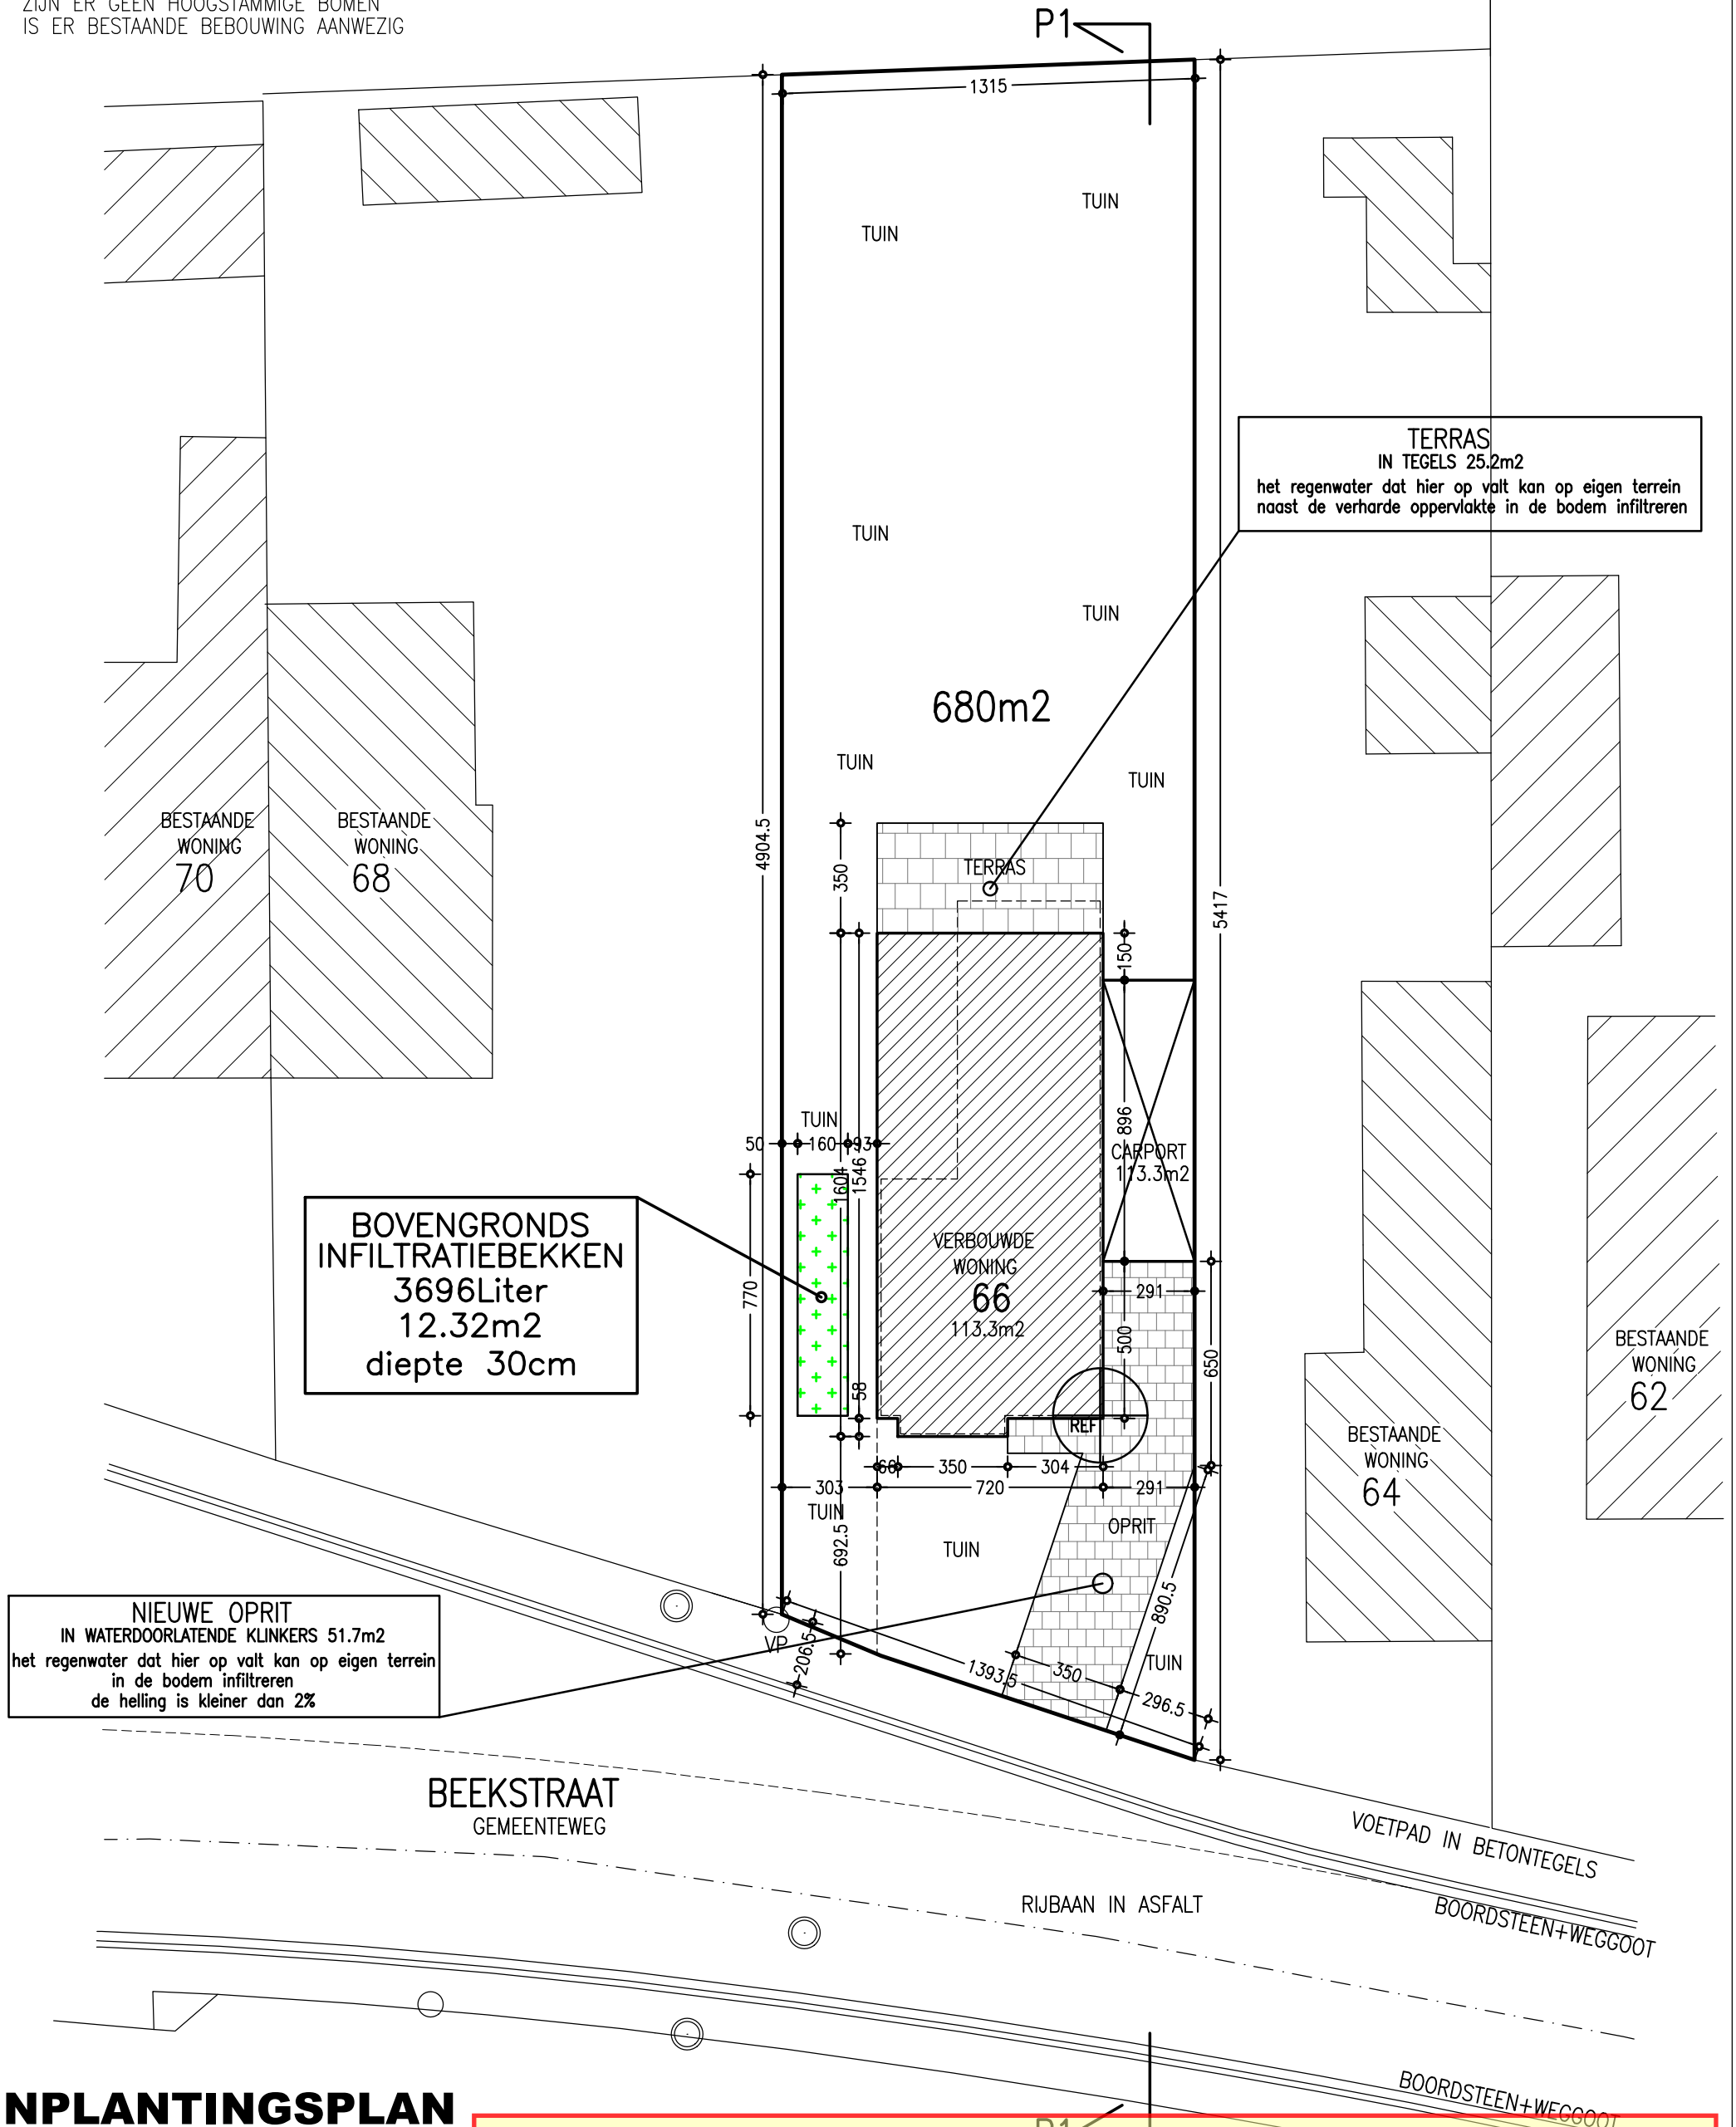 ZIJN ER GEEN HOOGSTAMMIGE BOMEN
IS ER BESTAANDE BEBOUWING AANWEZIG
P1
1315
TUIN
TUIN
TERRAS
IN TEGELS 25.2m2
het regenwater dat hier op valt kan op eigen terrein
naast de verharde oppervlakte in de bodem infiltreren
TUIN
TUIN
680m2
TUIN
TUIN
BESTAANDE
WONING
70
BESTAANDE
WONING
68
4904.5
350
TERRAS
5417
150
TUIN
50
160
93
1604
1546
896
CARPORT
113.3m2
BOVENGRONDS
INFILTRATIEBEKKEN
3696Liter
12.32m2
diepte 30cm
770
VERBOUWDE
WONING
66
113.3m2
291
500
650
58
REF
BESTAANDE
WONING
62
BESTAANDE
WONING
64
66
350
304
303
720
291
TUIN
692.5
TUIN
OPRIT
890.5
NIEUWE OPRIT
IN WATERDOORLATENDE KLINKERS 51.7m2
het regenwater dat hier op valt kan op eigen terrein
in de bodem infiltreren
de helling is kleiner dan 2%
VP
206.5
1393.5
350
TUIN
296.5
BEEKSTRAAT
GEMEENTEWEG
VOETPAD IN BETONTEGELS
RIJBAAN IN ASFALT
BOORDSTEEN+WEGGOOT
BOORDSTEEN+WEGGOOT
NPLANTINGSPLAN
P1